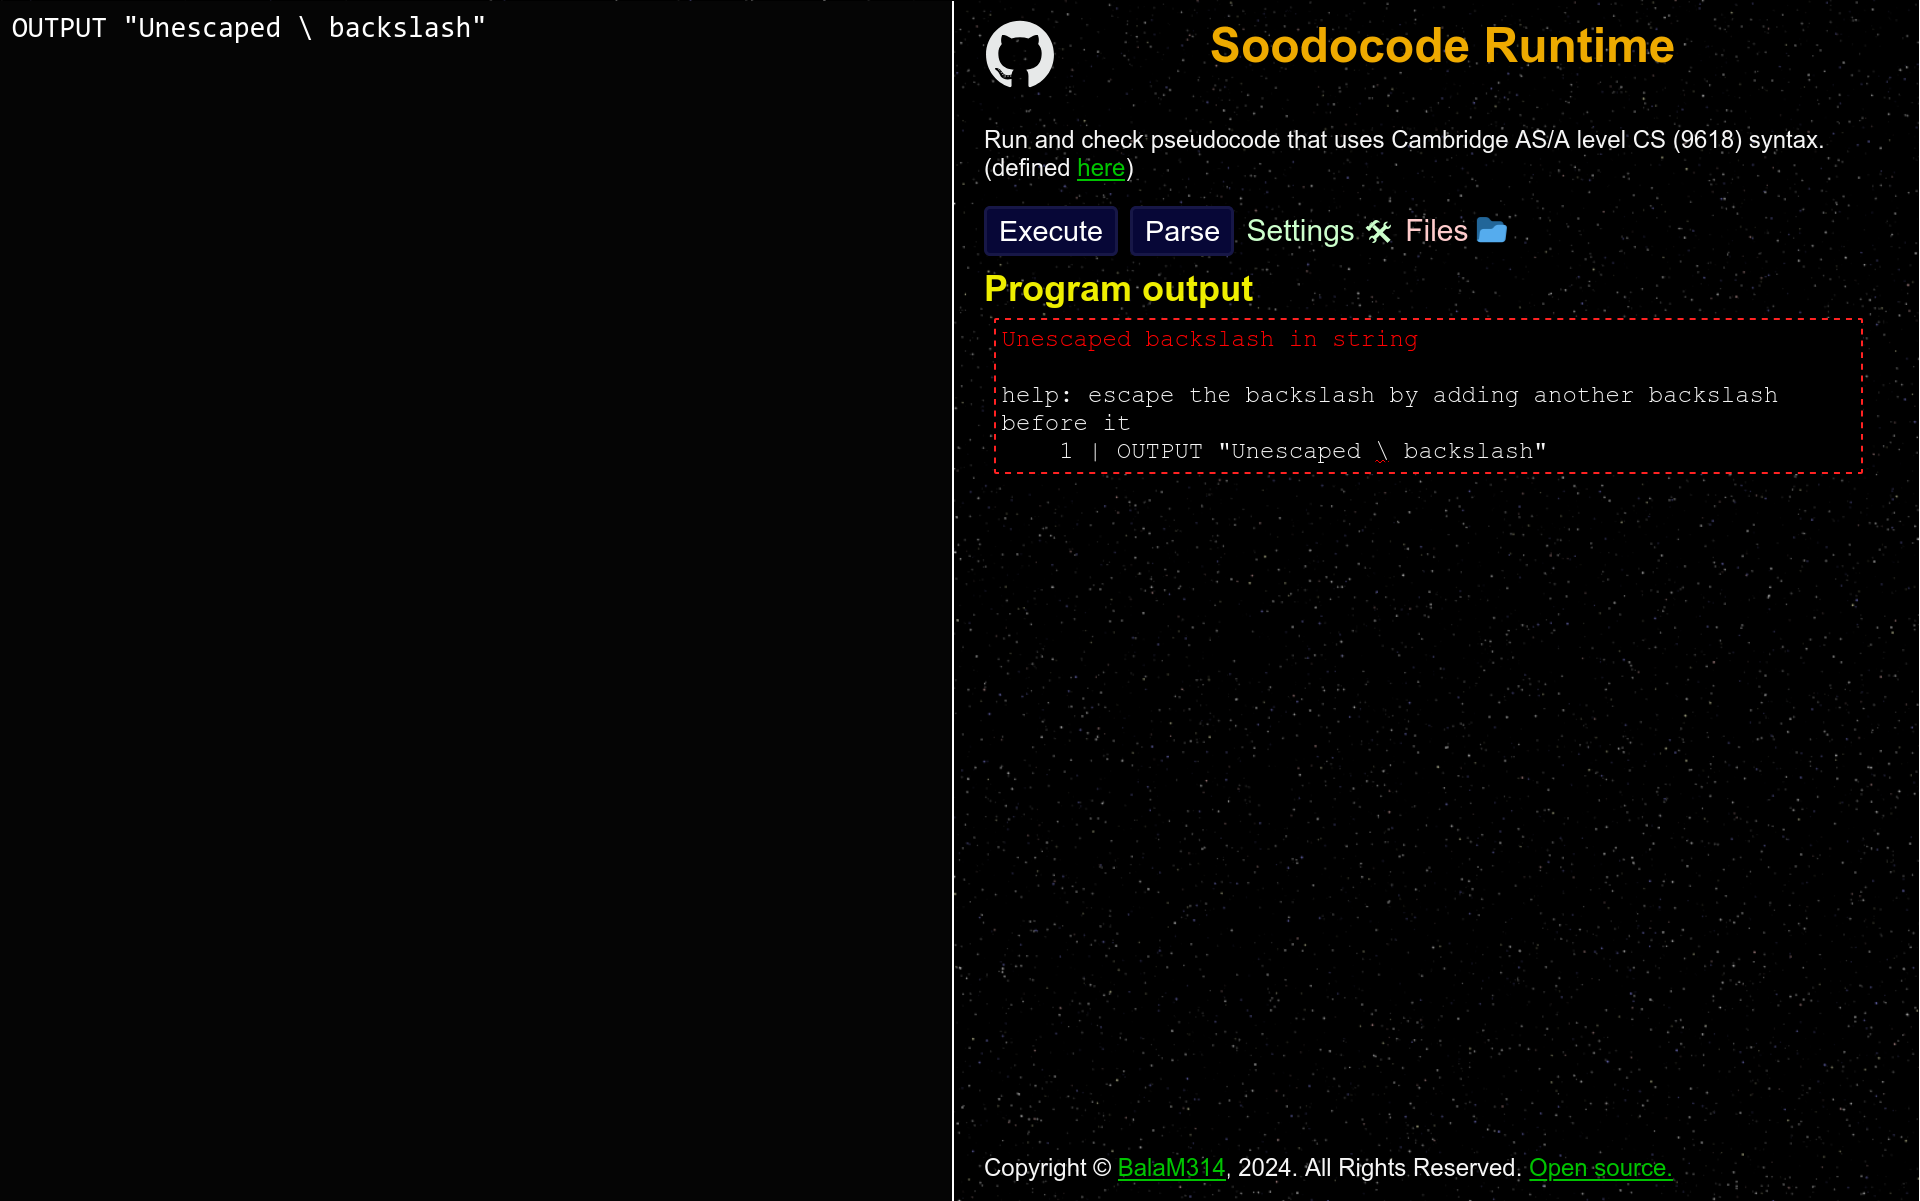 OUTPUT "Unescaped \ backslash"
Soodocode Runtime
Run and check pseudocode that uses Cambridge AS/A level CS (9618) syntax.
(defined here)
Execute Parse Settings 🛠 Files 📂
Program output
Unescaped backslash in string
help: escape the backslash by adding another backslash
before it
1 | OUTPUT "Unescaped \ backslash"
Copyright © BalaM314, 2024. All Rights Reserved. Open source.